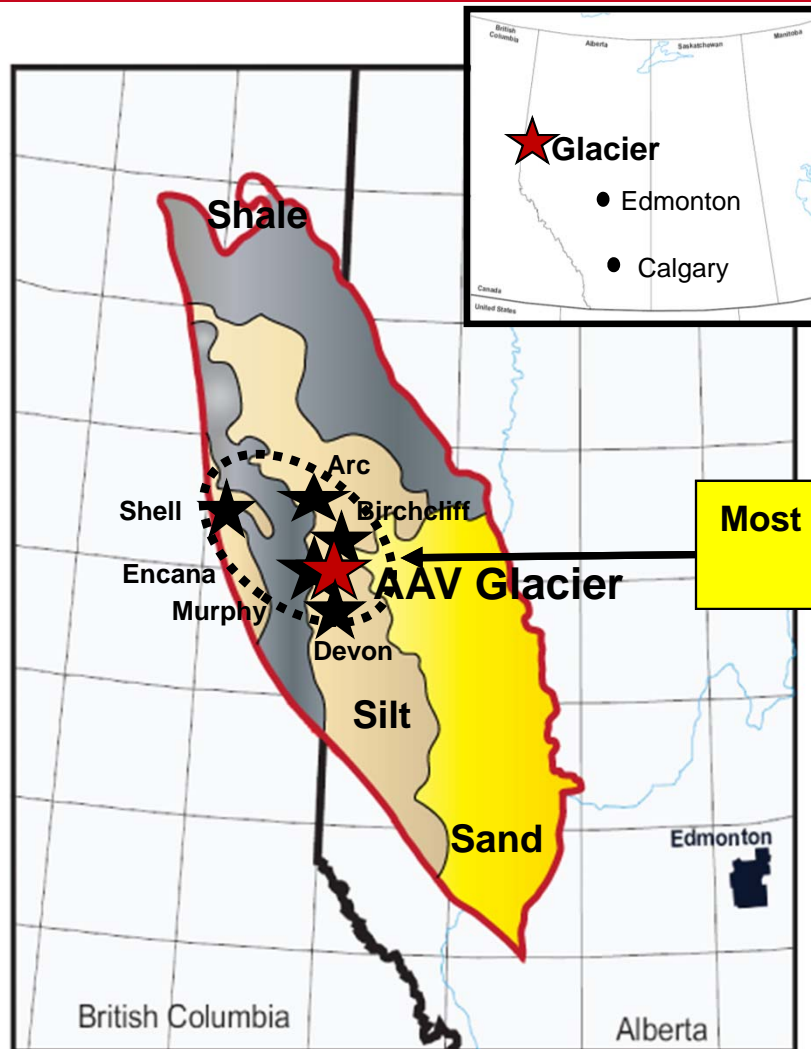 British
Columbia
Alberta
Saskatchewan
Manitoba
Glacier
Edmonton
Calgary
Canada
United States
Shale
Arc
Shell
Birchcliff
Most
Encana
AAV Glacier
Murphy
Devon
Silt
Sand
Edmonton
British Columbia
Alberta